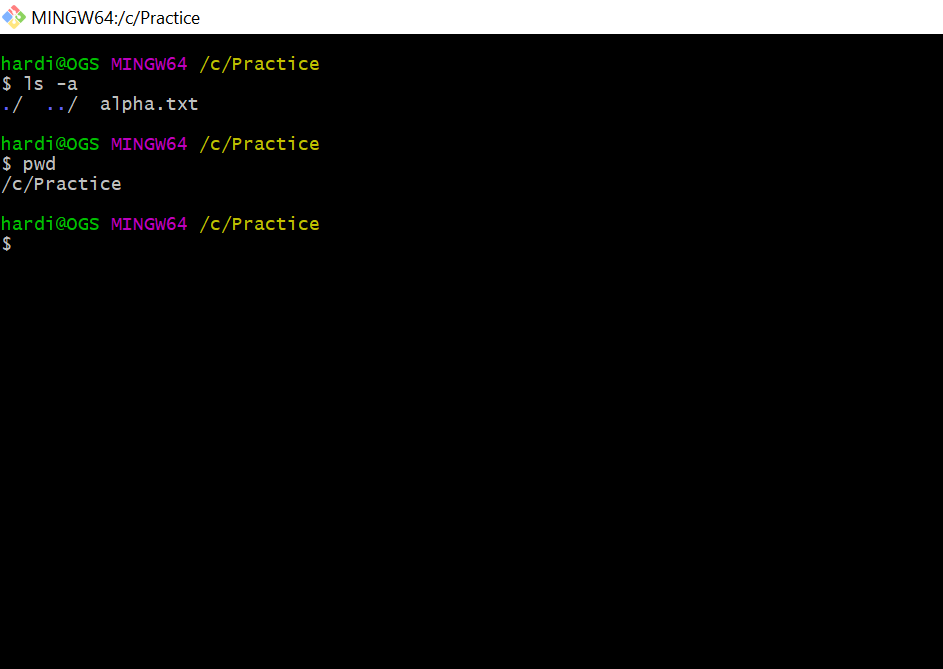 MINGW64:/c/Practice
hardi@OGS MINGW64 /c/Practice
$ ls -a
./  ../  alpha.txt
hardi@OGS MINGW64 /c/Practice
$ pwd
/c/Practice
hardi@OGS MINGW64 /c/Practice
$